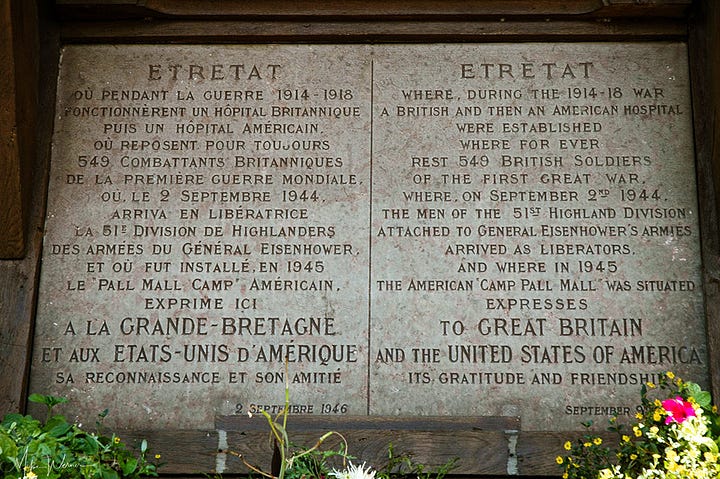 ETRETAT
OÙ PENDANT LA GUERRE 1914-1918
FONCTIONNÈRENT UN HÔPITAL BRITANNIQUE
PUIS UN HÔPITAL AMÉRICAIN,
OÙ REPOSENT POUR TOUJOURS
549 COMBATTANTS BRITANNIQUES
DE LA PREMIÈRE GUERRE MONDIALE,
OÙ, LE 2 SEPTEMBRE 1944,
ARRIVA EN LIBÉRATRICE
LA 51E DIVISION DE HIGHLANDERS
DES ARMÉES DU GÉNÉRAL EISENHOWER,
ET OÙ FUT INSTALLÉ, EN 1945
LE "PALL MALL CAMP" AMÉRICAIN,
EXPRIME ICI
A LA GRANDE-BRETAGNE
ET AUX ETATS-UNIS D'AMÉRIQUE
SA RECONNAISSANCE ET SON AMITIÉ
2 SEPTEMBRE 1946
ETRETAT
WHERE, DURING THE 1914-18 WAR
A BRITISH AND THEN AN AMERICAN HOSPITAL
WERE ESTABLISHED
WHERE FOR EVER
REST 549 BRITISH SOLDIERS
OF THE FIRST GREAT WAR,
WHERE, ON SEPTEMBER 2ND 1944,
THE MEN OF THE 51ST HIGHLAND DIVISION
ATTACHED TO GENERAL EISENHOWER'S ARMIES
ARRIVED AS LIBERATORS,
AND WHERE IN 1945
THE AMERICAN "CAMP PALL MALL" WAS SITUATED
EXPRESSES
TO GREAT BRITAIN
AND THE UNITED STATES OF AMERICA
ITS GRATITUDE AND FRIENDSHIP
SEPTEMBER